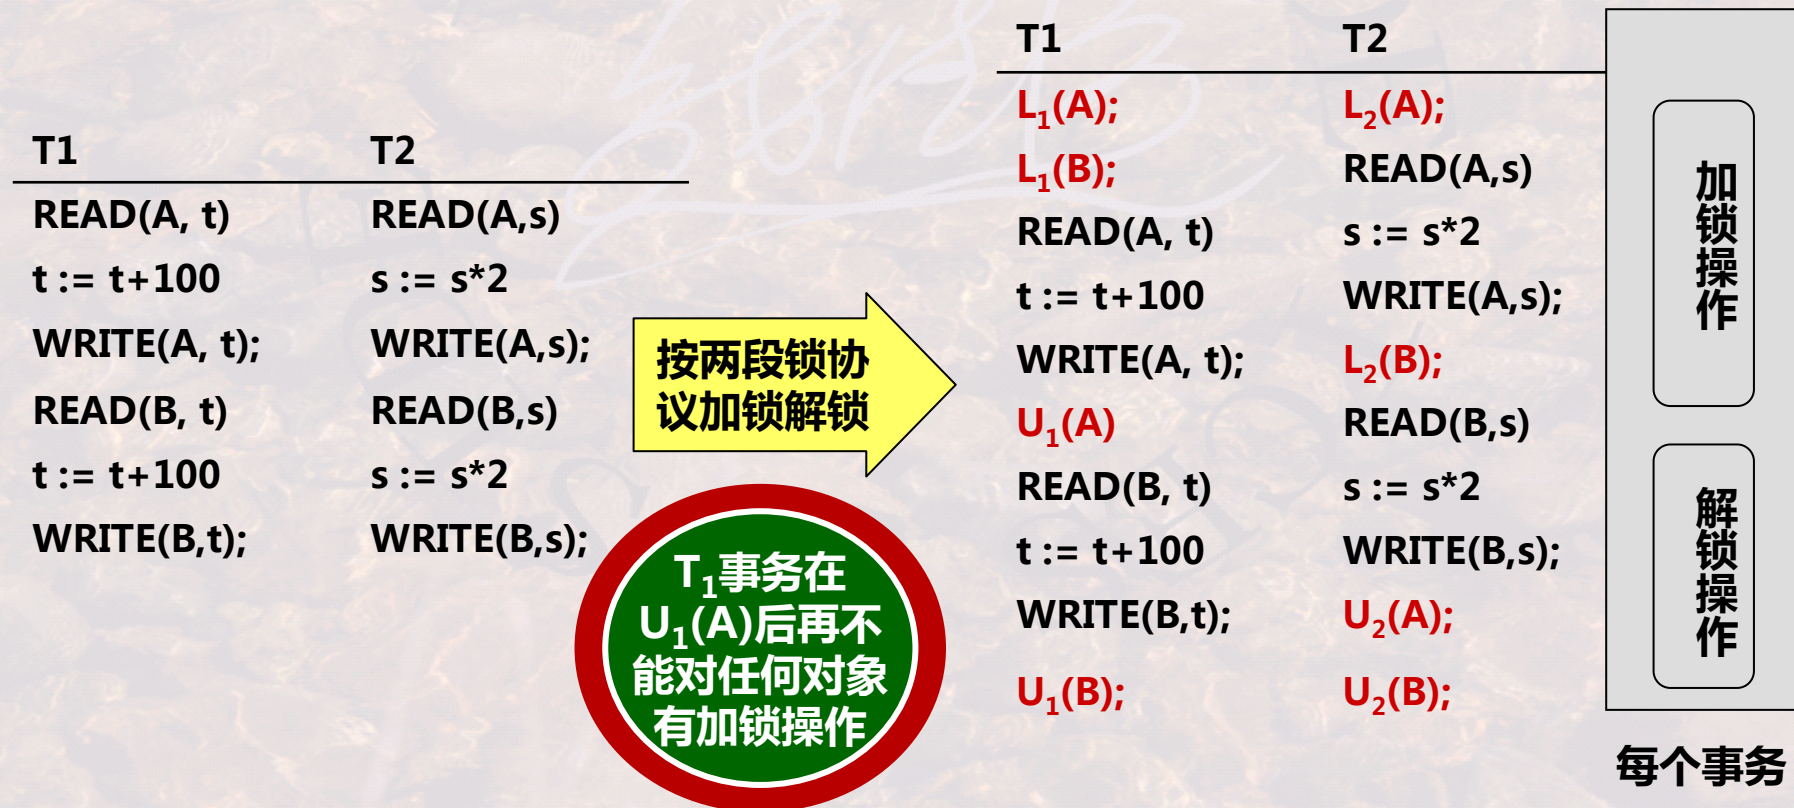 T1 T2
READ(A, t) READ(A,s)
t := t+100 s := s*2
WRITE(A, t); WRITE(A,s);
READ(B, t) READ(B,s)
t := t+100 s := s*2
WRITE(B,t); WRITE(B,s);
按两段锁协
议加锁解锁
T1事务在
U1(A)后再不
能对任何对象
有加锁操作
T1 T2
L1(A); L2(A);
L1(B); READ(A,s)
READ(A, t) s := s*2
t := t+100 WRITE(A,s);
WRITE(A, t); L2(B);
U1(A) READ(B,s)
READ(B, t) s := s*2
t := t+100 WRITE(B,s);
WRITE(B,t); U2(A);
U1(B); U2(B);
加锁操作
解锁操作
每个事务